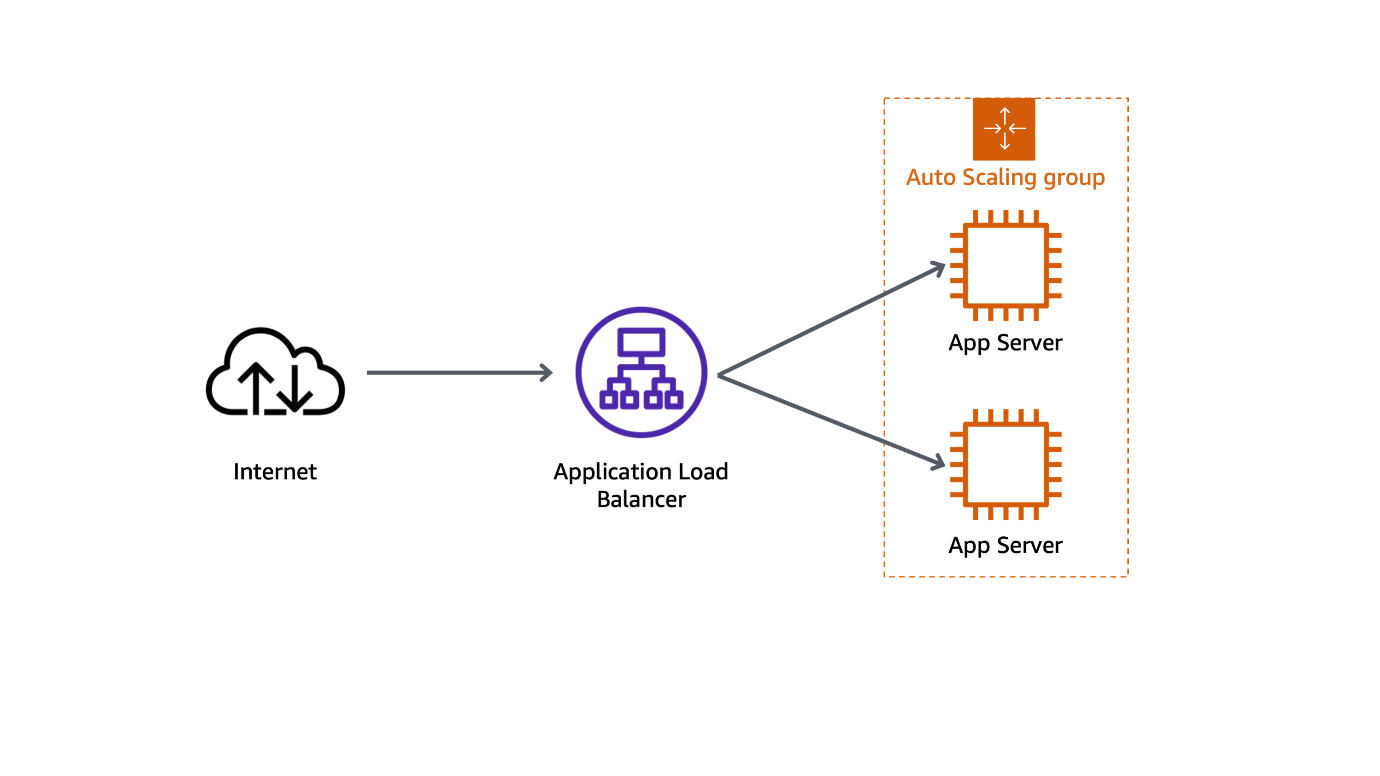 Auto Scaling group
App Server
Internet
Application Load
Balancer
App Server